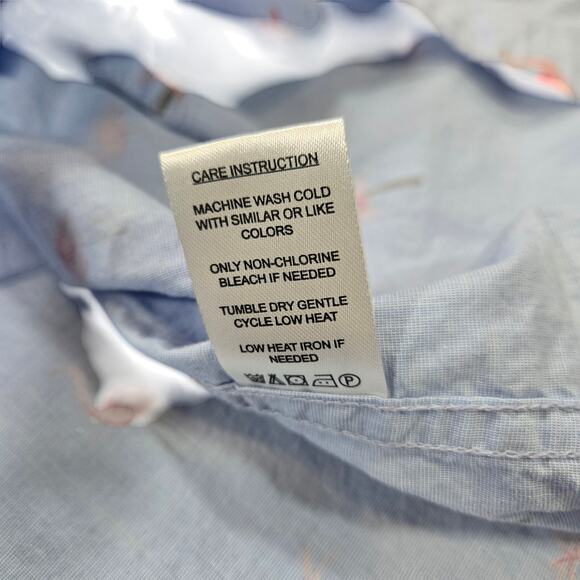 CARE INSTRUCTION
MACHINE WASH COLD
WITH SIMILAR OR LIKE
COLORS
ONLY NON-CHLORINE
BLEACH IF NEEDED
TUMBLE DRY GENTLE
CYCLE LOW HEAT
LOW HEAT IRON IF
NEEDED
P